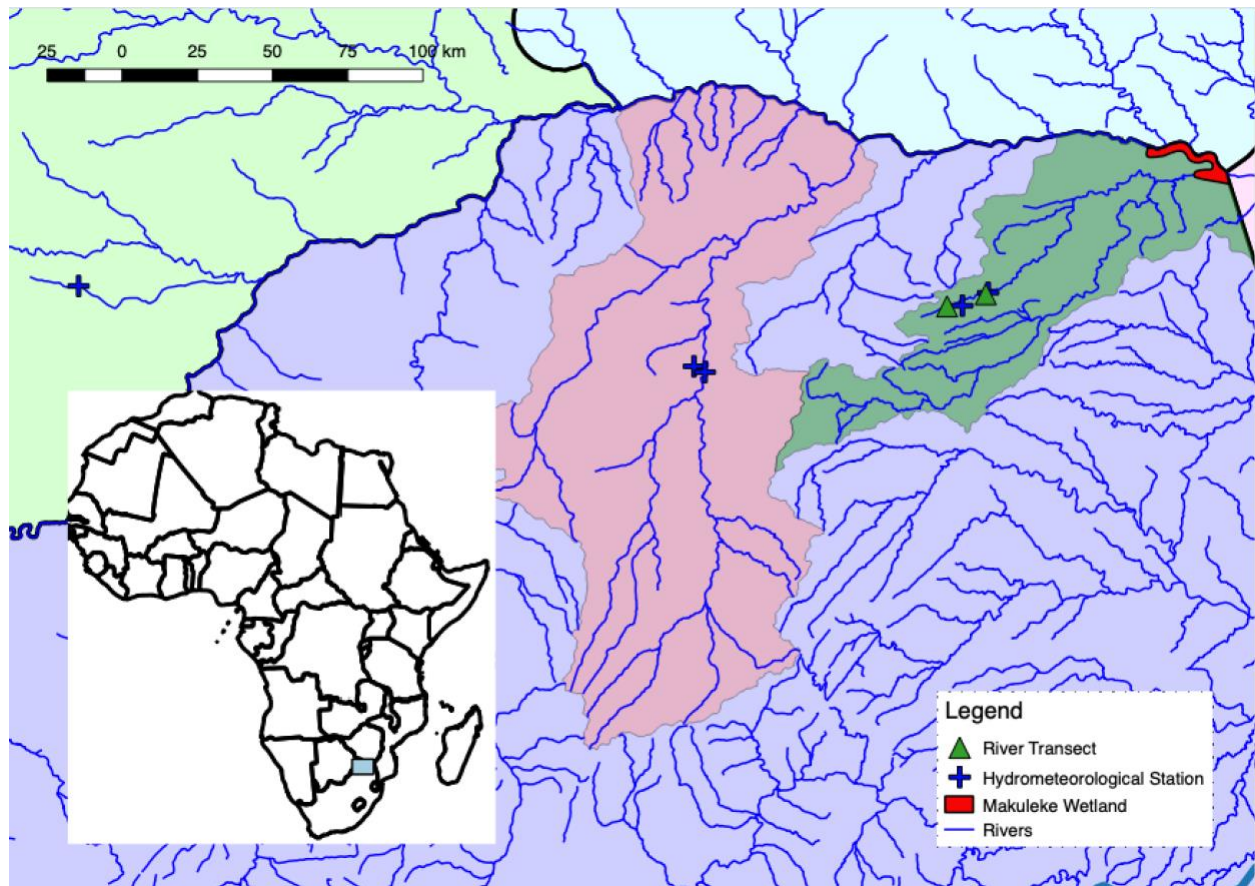 25 0 25 50 75 100 km
Legend
River Transect
Hydrometeorological Station
Makuleke Wetland
Rivers